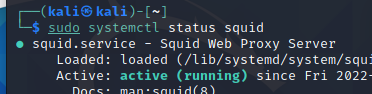 ┌──(kali㉿kali)-[~]
└─$ sudo systemctl status squid
● squid.service - Squid Web Proxy Server
Loaded: loaded (/lib/systemd/system/squi
Active: active (running) since Fri 2022-
Docs: man:squid(8)